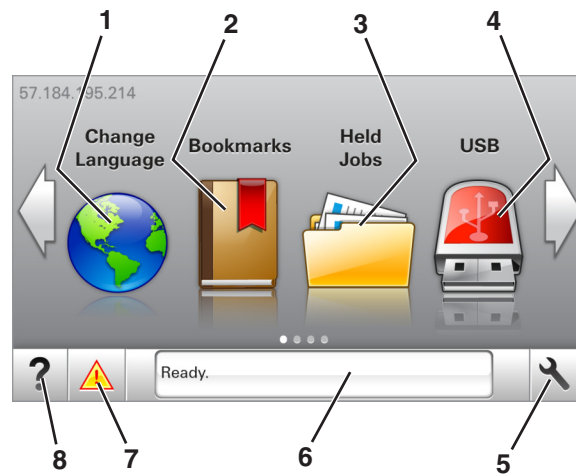 1 2 3 4
57.184.195.214
Change
Language
Bookmarks
Held
Jobs
USB
?
Ready.
8 7 6 5